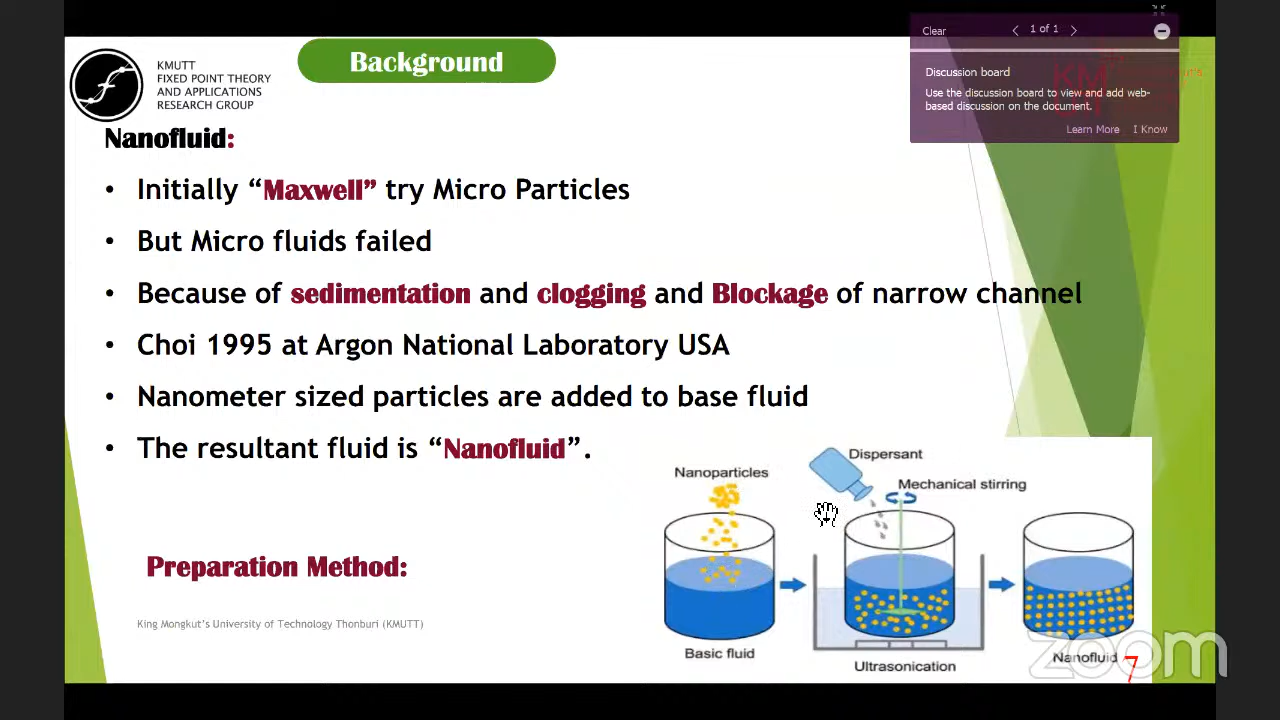 Background
KMUTT
FIXED POINT THEORY
AND APPLICATIONS
RESEARCH GROUP
Clear
1 of 1
Discussion board
Use the discussion board to view and add web-
based discussion on the document.
Learn More I Know
Nanofluid:
• Initially “Maxwell” try Micro Particles
• But Micro fluids failed
• Because of sedimentation and clogging and Blockage of narrow channel
• Choi 1995 at Argon National Laboratory USA
• Nanometer sized particles are added to base fluid
• The resultant fluid is “Nanofluid”.
Nanoparticles
Dispersant
Mechanical stirring
Preparation Method:
King Mongkut's University of Technology Thonburi (KMUTT)
Basic fluid
Ultrasonication
Nanofluid
7
zoom